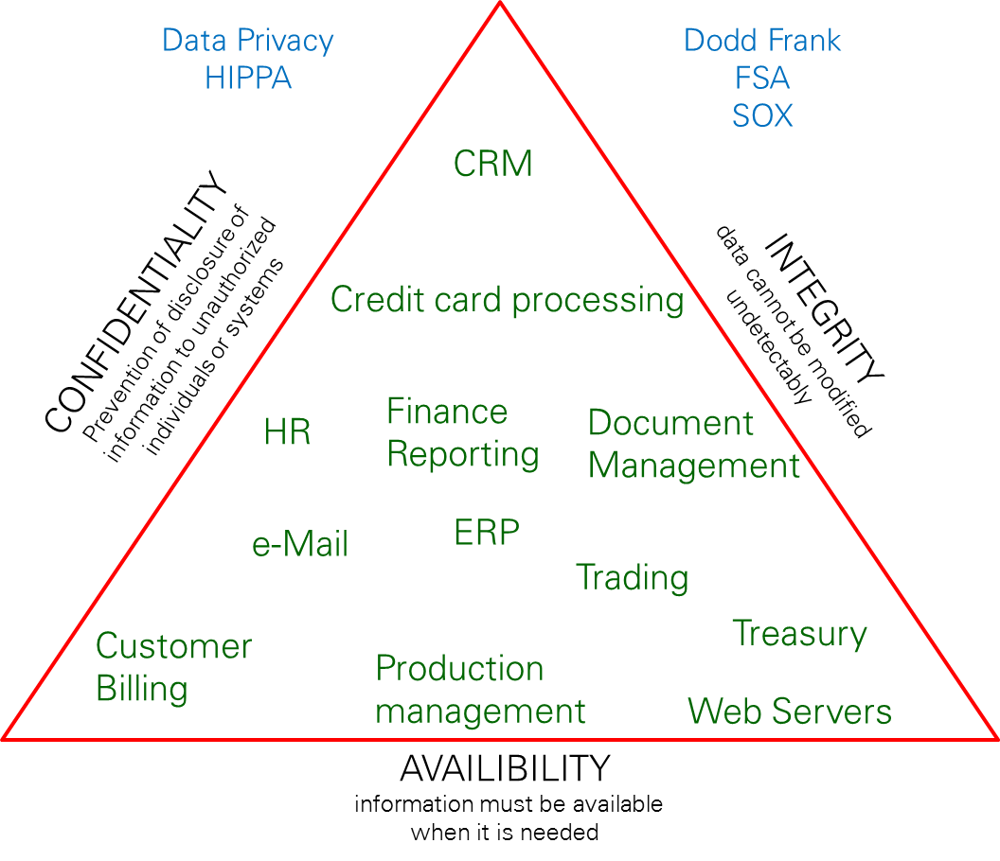 Data Privacy
HIPPA
Dodd Frank
FSA
SOX
CONFIDENTIALITY
Prevention of disclosure of
information to unauthorized
individuals or systems
INTEGRITY
data cannot be modified
undetectably
CRM
Credit card processing
HR
Finance
Reporting
Document
Management
e-Mail
ERP
Trading
Customer
Billing
Production
management
Treasury
Web Servers
AVAILIBILITY
information must be available
when it is needed